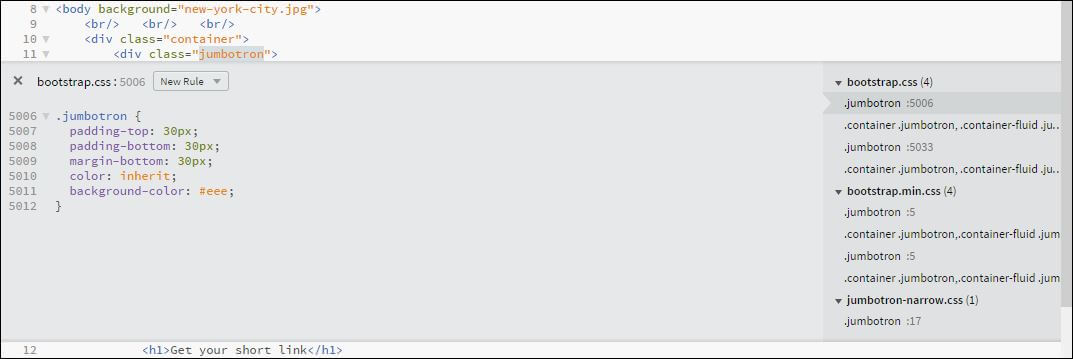 8 <body background="new-york-city.jpg">
9 <br/> <br/> <br/>
10 <div class="container">
11 <div class="jumbotron">
× bootstrap.css : 5006 New Rule
5006 .jumbotron {
5007 padding-top: 30px;
5008 padding-bottom: 30px;
5009 margin-bottom: 30px;
5010 color: inherit;
5011 background-color: #eee;
5012 }
bootstrap.css (4)
.jumbotron :5006
.container .jumbotron, .container-fluid .ju...
.jumbotron :5033
.container .jumbotron, .container-fluid .ju...
bootstrap.min.css (4)
.jumbotron :5
.container .jumbotron,.container-fluid .jum
.jumbotron :5
.container .jumbotron,.container-fluid .jum
jumbotron-narrow.css (1)
.jumbotron :17
12 <h1>Get your short link</h1>